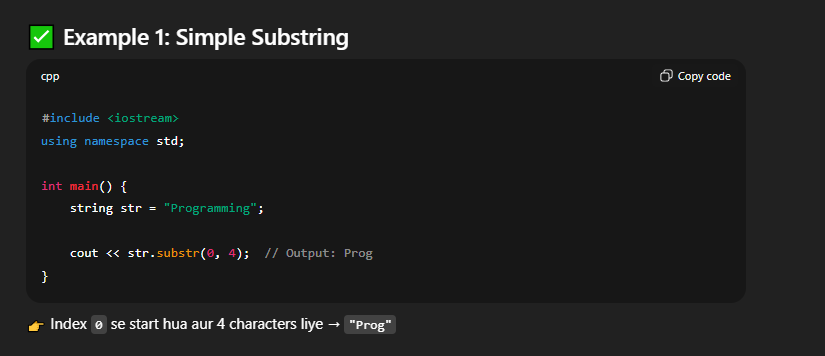 ✅ Example 1: Simple Substring
cpp
Copy code
#include <iostream>
using namespace std;
int main() {
    string str = "Programming";
    cout << str.substr(0, 4);  // Output: Prog
}
👉 Index 0 se start hua aur 4 characters liye → "Prog"